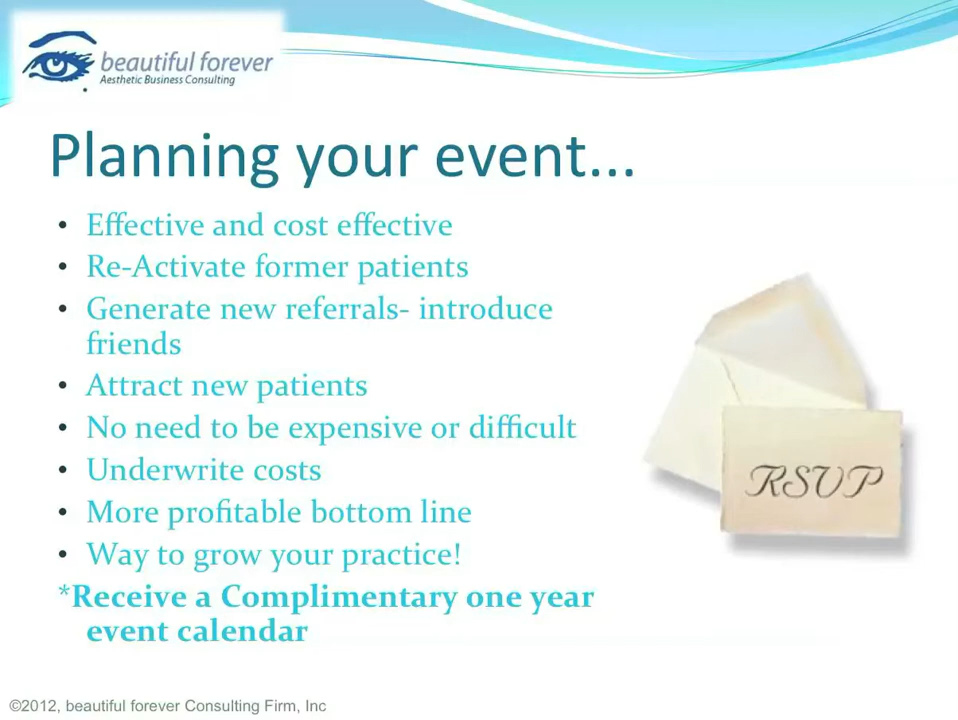 beautiful forever
Aesthetic Business Consulting
Planning your event...
• Effective and cost effective
• Re-Activate former patients
• Generate new referrals- introduce
friends
• Attract new patients
• No need to be expensive or difficult
• Underwrite costs
• More profitable bottom line
• Way to grow your practice!
*Receive a Complimentary one year
event calendar
RSVP
©2012, beautiful forever Consulting Firm, Inc